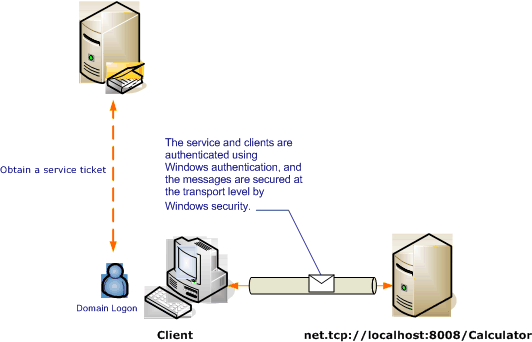 The service and clients are
authenticated using
Windows authentication, and
the messages are secured at
the transport level by
Windows security.
Obtain a service ticket
Domain Logon
Client
net.tcp://localhost:8008/Calculator